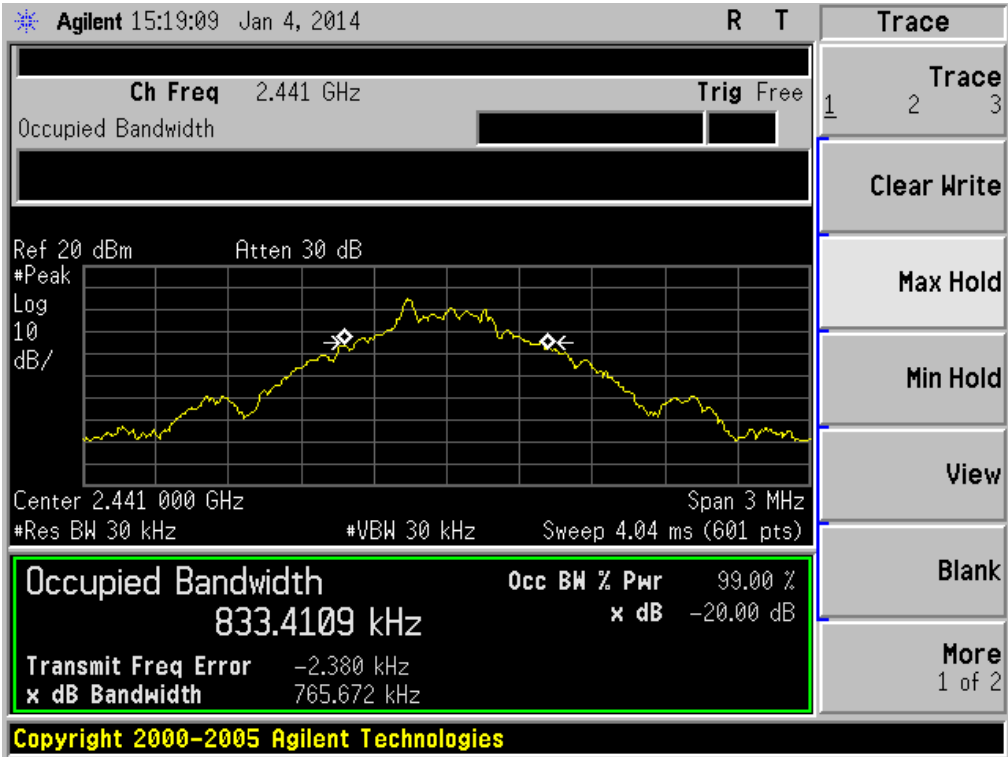 Agilent 15:19:09 Jan 4, 2014 R T
Trace
Ch Freq 2.441 GHz Trig Free
Occupied Bandwidth
Trace
1 2 3
Clear Write
Max Hold
Min Hold
View
Blank
More
1 of 2
Ref 20 dBm Atten 30 dB
#Peak
Log
10
dB/
Center 2.441 000 GHz Span 3 MHz
#Res BW 30 kHz #VBW 30 kHz Sweep 4.04 ms (601 pts)
Occupied Bandwidth Occ BW % Pwr 99.00 %
833.4109 kHz x dB -20.00 dB
Transmit Freq Error -2.380 kHz
x dB Bandwidth 765.672 kHz
Copyright 2000-2005 Agilent Technologies